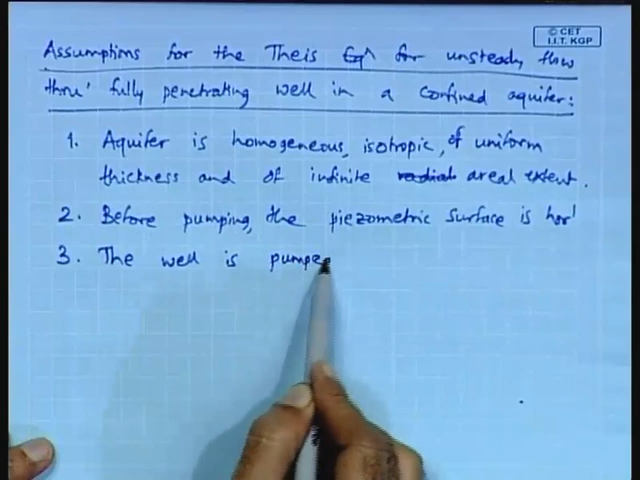 © CET
I.I.T. KGP
Assumptions for the Theis Eqn for unsteady flow
thru' fully penetrating well in a confined aquifer:
1. Aquifer is homogeneous, isotropic, of uniform
thickness and of infinite radial areal extent.
2. Before pumping, the piezometric surface is horl
3. The well is pumpe